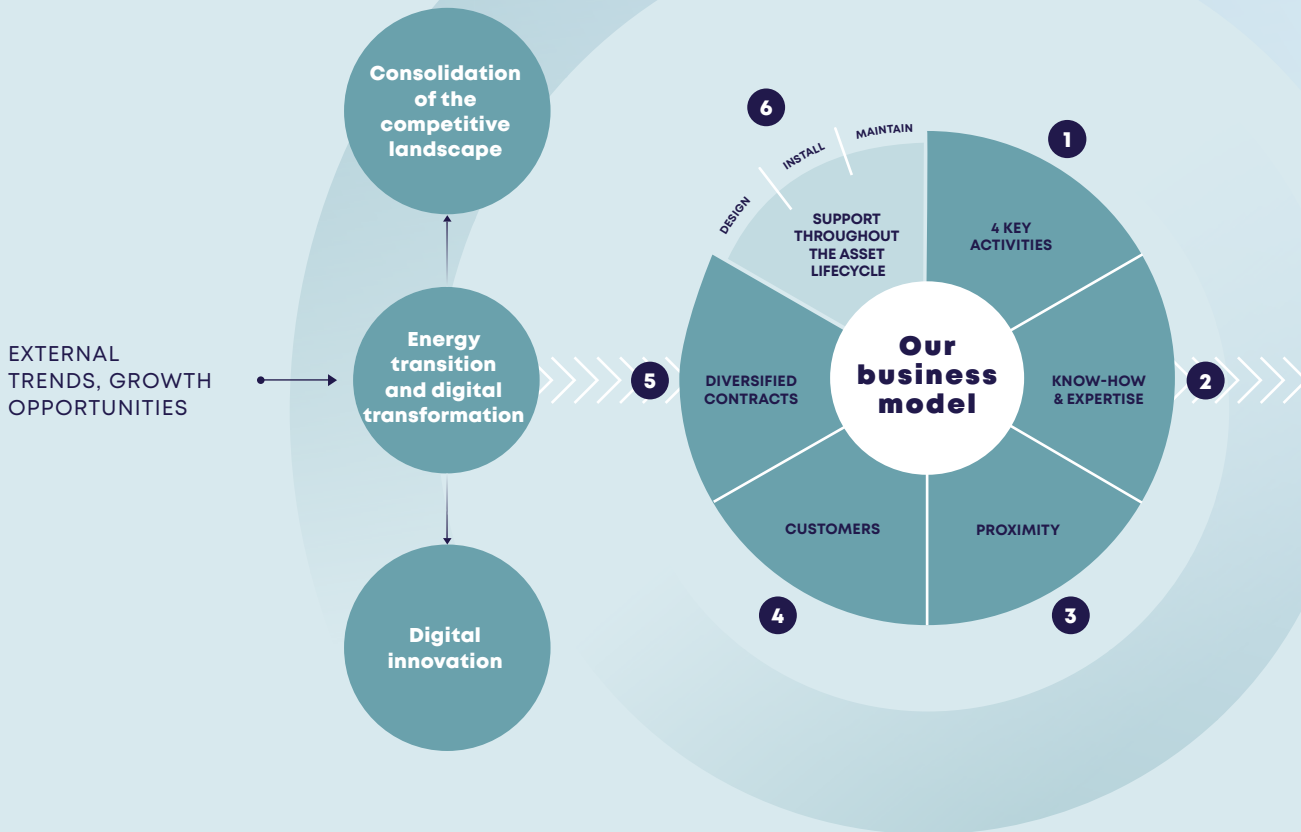 EXTERNAL
TRENDS, GROWTH
OPPORTUNITIES
Consolidation
of the
competitive
landscape
Energy
transition
and digital
transformation
Digital
innovation
Our
business
model
1
4 KEY
ACTIVITIES
2
KNOW-HOW
& EXPERTISE
3
PROXIMITY
4
CUSTOMERS
5
DIVERSIFIED
CONTRACTS
6
DESIGN
INSTALL
MAINTAIN
SUPPORT
THROUGHOUT
THE ASSET
LIFECYCLE